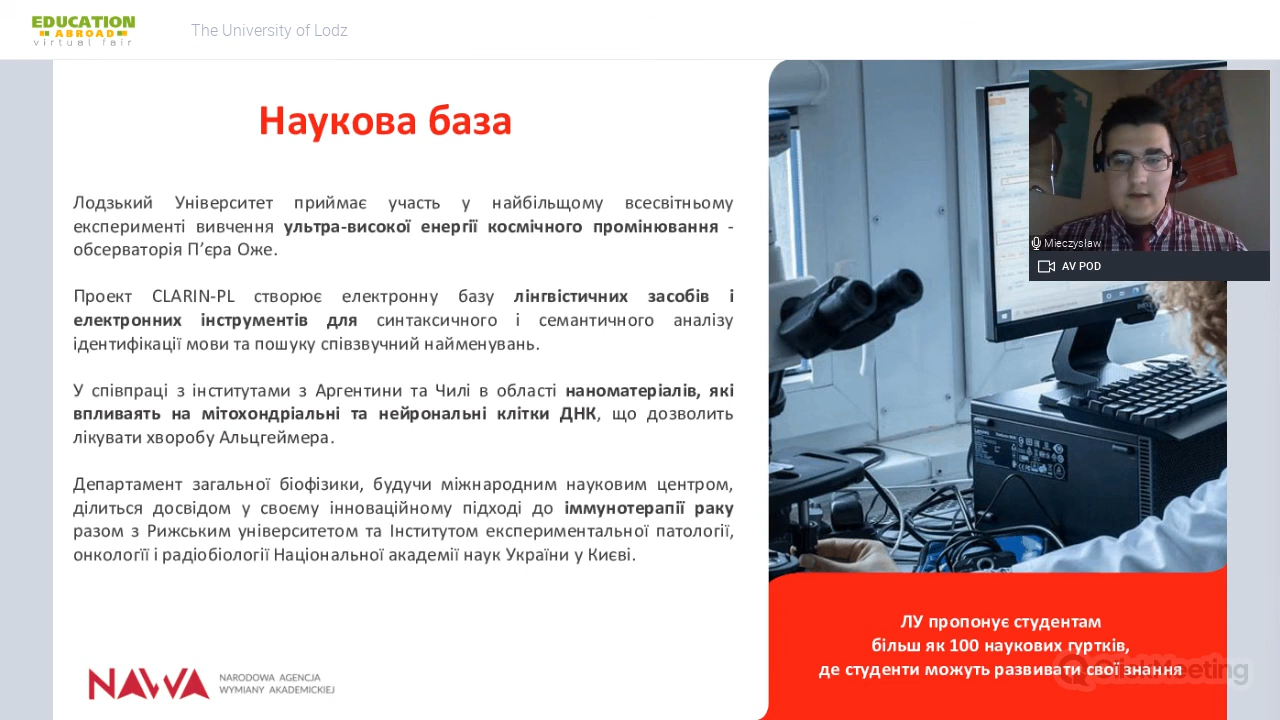 EDUCATION
ABROAD
virtual fair
The University of Lodz
Наукова база
Лодзький Університет приймає участь у найбільщому всесвітньому
експерименті вивчення ультра-високої енергії космічного промінювання -
обсерваторія П’єра Оже.
Проект CLARIN-PL створює електронну базу лінгвістичних засобів і
електронних інструментів для синтаксичного і семантичного аналізу
ідентифікації мови та пошуку співзвучний найменувань.
У співпраці з інститутами з Аргентини та Чилі в області наноматеріалів, які
впливаять на мітохондріальні та нейрональні клітки ДНК, що дозволить
лікувати хворобу Альцгеймера.
Департамент загальної біофізики, будучи міжнародним науковим центром,
ділиться досвідом у своєму інноваційному підході до іммунотерапії раку
разом з Рижським університетом та Інститутом експериментальної патології,
онкології і радіобіології Національної академії наук України у Києві.
NAWA
NARODOWA AGENCJA
WYMIANY AKADEMICKIEJ
Mieczysław
AV POD
ЛУ пропонує студентам
більш як 100 наукових гуртків,
де студенти можуть развивати свої знання
ClickMeeting